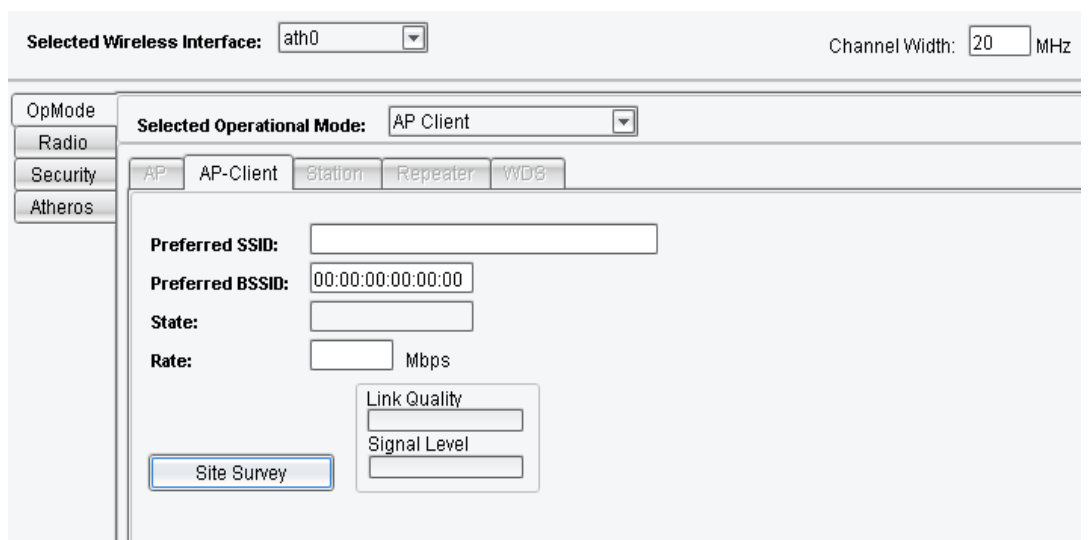 Selected Wireless Interface: ath0 Channel Width: 20 MHz
OpMode
Radio
Security
Atheros
Selected Operational Mode: AP Client
AP AP-Client Station Repeater WDS
Preferred SSID:
Preferred BSSID: 00:00:00:00:00:00
State:
Rate: Mbps
Link Quality
Signal Level
Site Survey